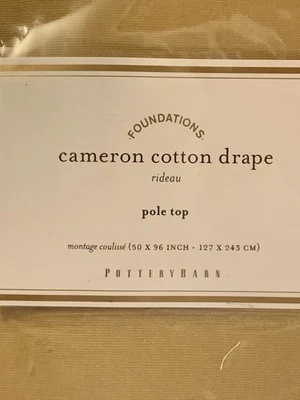 ·FOUNDATIONS·
cameron cotton drape
rideau
pole top
montage coulissé (50 X 96 INCH · 127 X 243 CM)
POTTERYBARN